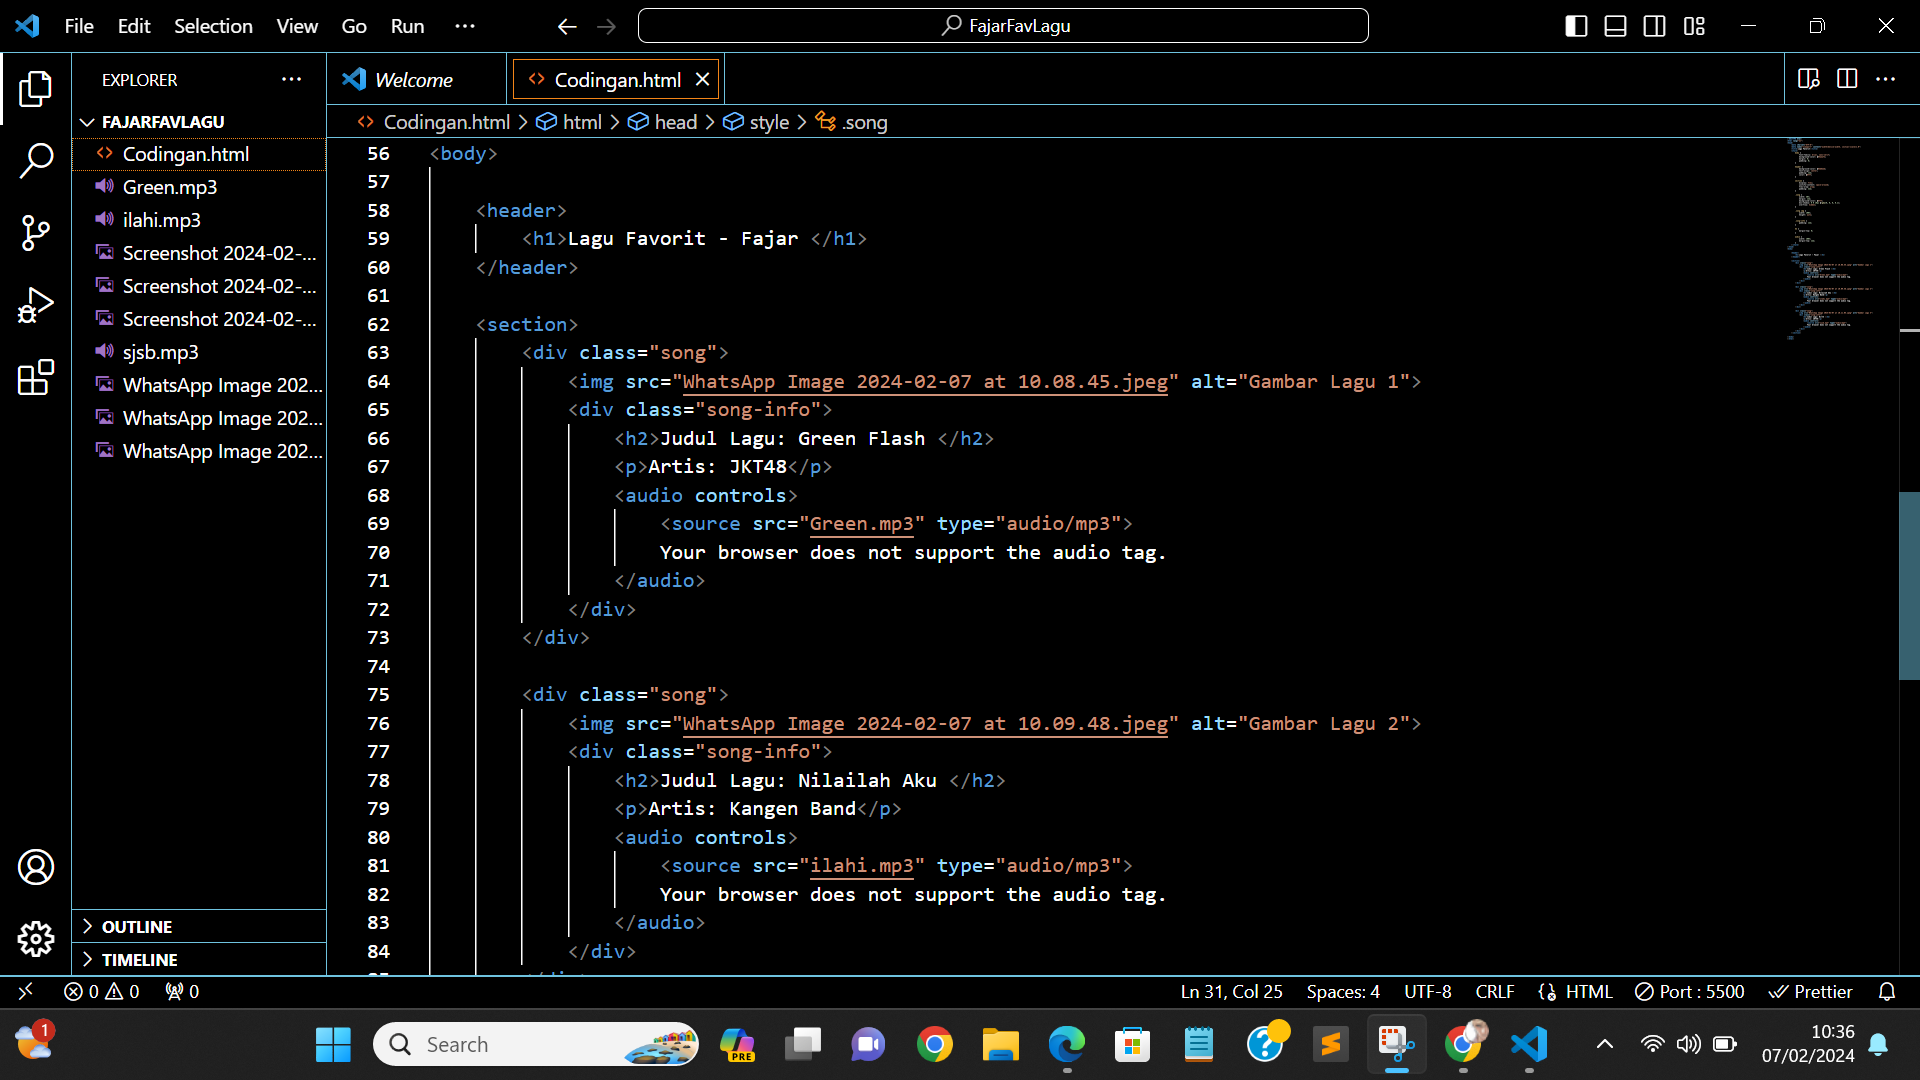 File Edit Selection View Go Run ··· FajarFavLagu
EXPLORER ···
FAJARFAVLAGU
Codingan.html
Green.mp3
ilahi.mp3
Screenshot 2024-02-...
Screenshot 2024-02-...
Screenshot 2024-02-...
sjsb.mp3
WhatsApp Image 202...
WhatsApp Image 202...
WhatsApp Image 202...
OUTLINE
TIMELINE
Welcome Codingan.html
Codingan.html > html > head > style > .song
56 <body>
57
58 <header>
59 <h1>Lagu Favorit - Fajar </h1>
60 </header>
61
62 <section>
63 <div class="song">
64 <img src="WhatsApp Image 2024-02-07 at 10.08.45.jpeg" alt="Gambar Lagu 1">
65 <div class="song-info">
66 <h2>Judul Lagu: Green Flash </h2>
67 <p>Artis: JKT48</p>
68 <audio controls>
69 <source src="Green.mp3" type="audio/mp3">
70 Your browser does not support the audio tag.
71 </audio>
72 </div>
73 </div>
74
75 <div class="song">
76 <img src="WhatsApp Image 2024-02-07 at 10.09.48.jpeg" alt="Gambar Lagu 2">
77 <div class="song-info">
78 <h2>Judul Lagu: Nilailah Aku </h2>
79 <p>Artis: Kangen Band</p>
80 <audio controls>
81 <source src="ilahi.mp3" type="audio/mp3">
82 Your browser does not support the audio tag.
83 </audio>
84 </div>
0 0 0 Ln 31, Col 25 Spaces: 4 UTF-8 CRLF HTML Port : 5500 Prettier
1 Search PRE 10:36
07/02/2024